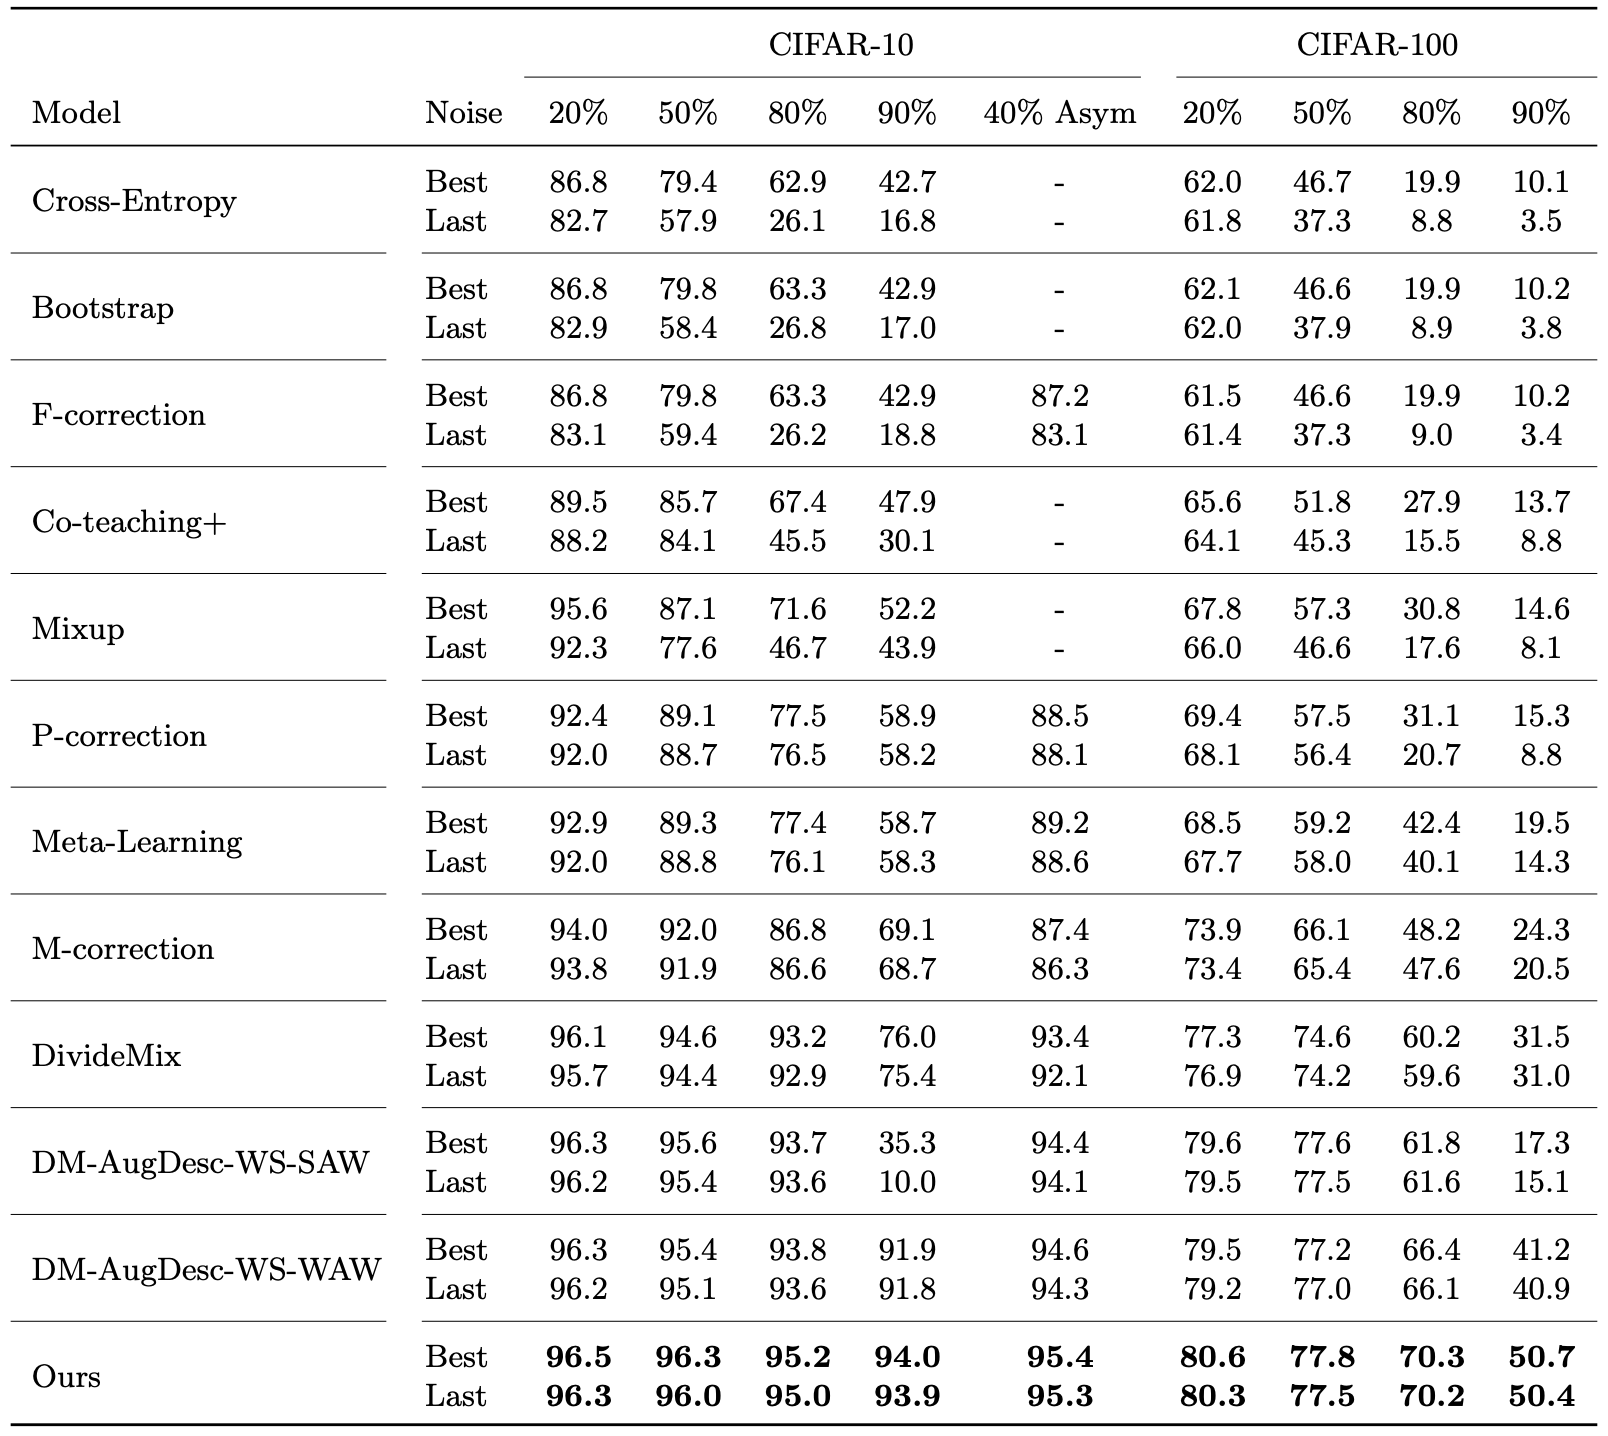 CIFAR-10 CIFAR-100
Model Noise 20% 50% 80% 90% 40% Asym 20% 50% 80% 90%
Cross-Entropy
Best 86.8 79.4 62.9 42.7 - 62.0 46.7 19.9 10.1
Last 82.7 57.9 26.1 16.8 - 61.8 37.3 8.8 3.5
Bootstrap
Best 86.8 79.8 63.3 42.9 - 62.1 46.6 19.9 10.2
Last 82.9 58.4 26.8 17.0 - 62.0 37.9 8.9 3.8
F-correction
Best 86.8 79.8 63.3 42.9 87.2 61.5 46.6 19.9 10.2
Last 83.1 59.4 26.2 18.8 83.1 61.4 37.3 9.0 3.4
Co-teaching+
Best 89.5 85.7 67.4 47.9 - 65.6 51.8 27.9 13.7
Last 88.2 84.1 45.5 30.1 - 64.1 45.3 15.5 8.8
Mixup
Best 95.6 87.1 71.6 52.2 - 67.8 57.3 30.8 14.6
Last 92.3 77.6 46.7 43.9 - 66.0 46.6 17.6 8.1
P-correction
Best 92.4 89.1 77.5 58.9 88.5 69.4 57.5 31.1 15.3
Last 92.0 88.7 76.5 58.2 88.1 68.1 56.4 20.7 8.8
Meta-Learning
Best 92.9 89.3 77.4 58.7 89.2 68.5 59.2 42.4 19.5
Last 92.0 88.8 76.1 58.3 88.6 67.7 58.0 40.1 14.3
M-correction
Best 94.0 92.0 86.8 69.1 87.4 73.9 66.1 48.2 24.3
Last 93.8 91.9 86.6 68.7 86.3 73.4 65.4 47.6 20.5
DivideMix
Best 96.1 94.6 93.2 76.0 93.4 77.3 74.6 60.2 31.5
Last 95.7 94.4 92.9 75.4 92.1 76.9 74.2 59.6 31.0
DM-AugDesc-WS-SAW
Best 96.3 95.6 93.7 35.3 94.4 79.6 77.6 61.8 17.3
Last 96.2 95.4 93.6 10.0 94.1 79.5 77.5 61.6 15.1
DM-AugDesc-WS-WAW
Best 96.3 95.4 93.8 91.9 94.6 79.5 77.2 66.4 41.2
Last 96.2 95.1 93.6 91.8 94.3 79.2 77.0 66.1 40.9
Ours
Best 96.5 96.3 95.2 94.0 95.4 80.6 77.8 70.3 50.7
Last 96.3 96.0 95.0 93.9 95.3 80.3 77.5 70.2 50.4